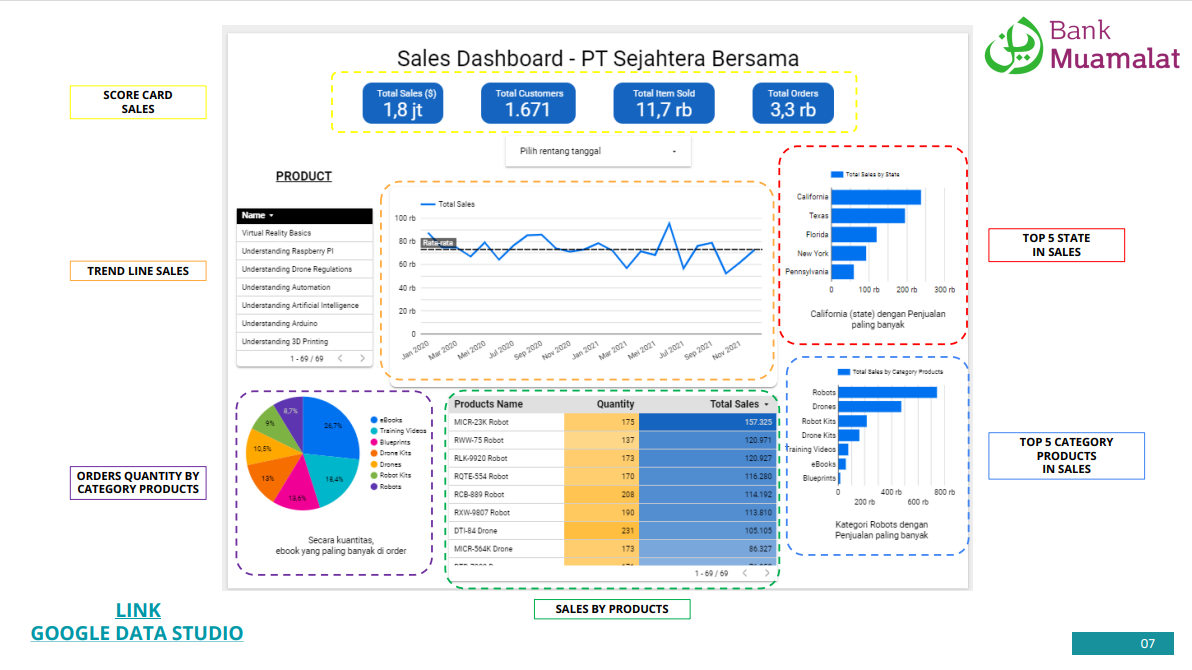 Bank
Muamalat
Sales Dashboard - PT Sejahtera Bersama
SCORE CARD
SALES
Total Sales ($)
1,8 jt
Total Customers
1.671
Total Item Sold
11,7 rb
Total Orders
3,3 rb
Pilih rentang tanggal
PRODUCT
Name
Virtual Reality Basics
Understanding Raspberry PI
Understanding Drone Regulations
Understanding Automation
Understanding Artificial Intelligence
Understanding Arduino
Understanding 3D Printing
1 - 69 / 69
TREND LINE SALES
Total Sales
100 rb
80 rb
60 rb
40 rb
20 rb
0
Rata-rata
Jan 2020
Mar 2020
Mei 2020
Jul 2020
Sep 2020
Nov 2020
Jan 2021
Mar 2021
Mei 2021
Jul 2021
Sep 2021
Nov 2021
Total Sales by State
California
Texas
Florida
New York
Pennsylvania
0 100 rb 200 rb 300 rb
California (state) dengan Penjualan
paling banyak
TOP 5 STATE
IN SALES
ORDERS QUANTITY BY
CATEGORY PRODUCTS
26,7%
18,4%
13%
10,5%
9%
8,7%
eBooks
Training Videos
Blueprints
Drone Kits
Drones
Robot Kits
Robots
Secara kuantitas,
ebook yang paling banyak di order
Products Name Quantity Total Sales
MICR-23K Robot 175 157.325
RWW-75 Robot 137 120.971
RLK-9920 Robot 173 120.927
RQTE-554 Robot 170 116.280
RCB-889 Robot 208 114.192
RXW-9807 Robot 190 113.810
DTI-84 Drone 231 105.105
MICR-564K Drone 173 86.327
1 - 69 / 69
SALES BY PRODUCTS
Total Sales by Category Products
Robots
Drones
Robot Kits
Drone Kits
Training Videos
eBooks
Blueprints
0 400 rb 800 rb
200 rb 600 rb
Kategori Robots dengan
Penjualan paling banyak
TOP 5 CATEGORY
PRODUCTS
IN SALES
LINK
GOOGLE DATA STUDIO
07